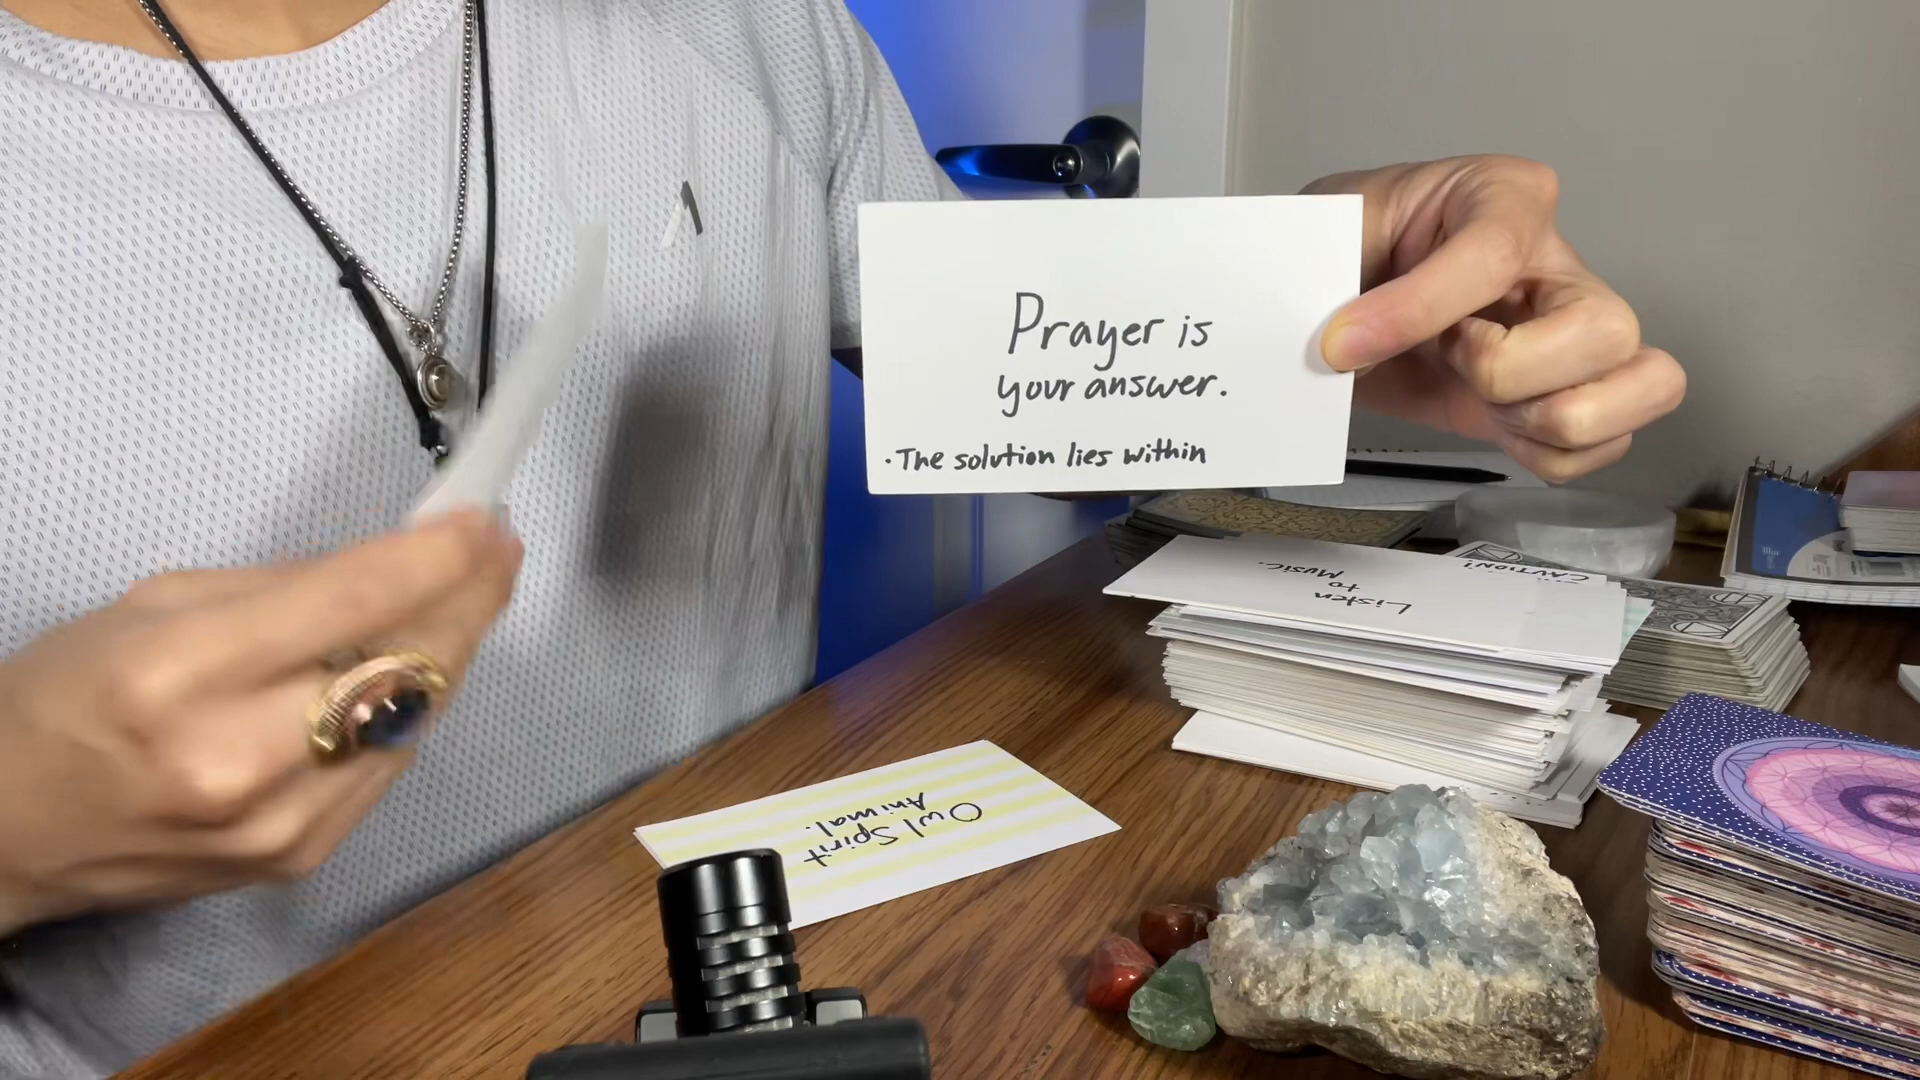 Prayer is
your answer.
· The solution lies within
Listen
to
Music.
CAUTION!
Owl Spirit
Animal.